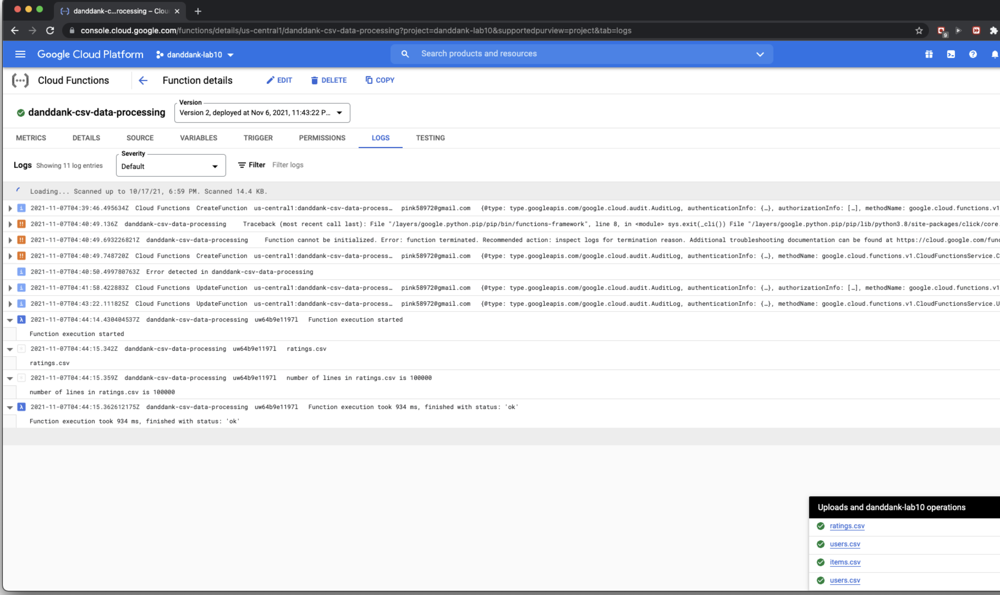 danddank-c...rocessing – Clou
console.cloud.google.com/functions/details/us-central1/danddank-csv-data-processing?project=danddank-lab10&supportedpurview=project&tab=logs
9
Google Cloud Platform danddank-lab10 Search products and resources
Cloud Functions Function details EDIT DELETE COPY
Version
danddank-csv-data-processing Version 2, deployed at Nov 6, 2021, 11:43:22 P...
METRICS DETAILS SOURCE VARIABLES TRIGGER PERMISSIONS LOGS TESTING
Severity
Logs Showing 11 log entries Default Filter Filter logs
Loading... Scanned up to 10/17/21, 6:59 PM. Scanned 14.4 KB.
i 2021-11-07T04:39:46.495634Z Cloud Functions CreateFunction us-central1:danddank-csv-data-process… pink58972@gmail.com {@type: type.googleapis.com/google.cloud.audit.AuditLog, authenticationInfo: {…}, authorizationInfo: […], methodName: google.cloud.functions.v1
!! 2021-11-07T04:40:49.136Z danddank-csv-data-processing Traceback (most recent call last): File "/layers/google.python.pip/pip/bin/functions-framework", line 8, in <module> sys.exit(_cli()) File "/layers/google.python.pip/pip/lib/python3.8/site-packages/click/core.
!! 2021-11-07T04:40:49.693226821Z danddank-csv-data-processing Function cannot be initialized. Error: function terminated. Recommended action: inspect logs for termination reason. Additional troubleshooting documentation can be found at https://cloud.google.com/func
!! 2021-11-07T04:40:49.748720Z Cloud Functions CreateFunction us-central1:danddank-csv-data-process… pink58972@gmail.com {@type: type.googleapis.com/google.cloud.audit.AuditLog, authenticationInfo: {…}, methodName: google.cloud.functions.v1.CloudFunctionsService.C
i 2021-11-07T04:40:50.499780763Z Error detected in danddank-csv-data-processing
i 2021-11-07T04:41:58.422883Z Cloud Functions UpdateFunction us-central1:danddank-csv-data-process… pink58972@gmail.com {@type: type.googleapis.com/google.cloud.audit.AuditLog, authenticationInfo: {…}, authorizationInfo: […], methodName: google.cloud.functions.v1
i 2021-11-07T04:43:22.111825Z Cloud Functions UpdateFunction us-central1:danddank-csv-data-process… pink58972@gmail.com {@type: type.googleapis.com/google.cloud.audit.AuditLog, authenticationInfo: {…}, methodName: google.cloud.functions.v1.CloudFunctionsService.U
λ 2021-11-07T04:44:14.430404537Z danddank-csv-data-processing uw64b9e1197l Function execution started
Function execution started
* 2021-11-07T04:44:15.342Z danddank-csv-data-processing uw64b9e1197l ratings.csv
ratings.csv
* 2021-11-07T04:44:15.359Z danddank-csv-data-processing uw64b9e1197l number of lines in ratings.csv is 100000
number of lines in ratings.csv is 100000
λ 2021-11-07T04:44:15.362612175Z danddank-csv-data-processing uw64b9e1197l Function execution took 934 ms, finished with status: 'ok'
Function execution took 934 ms, finished with status: 'ok'
Uploads and danddank-lab10 operations
ratings.csv
users.csv
items.csv
users.csv